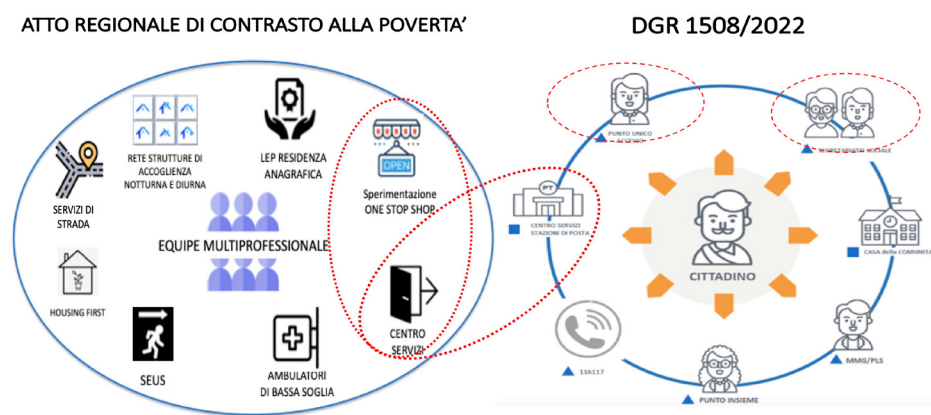 ATTO REGIONALE DI CONTRASTO ALLA POVERTA'
RETE STRUTTURE DI
ACCOGLIENZA
NOTTURNA E DIURNA
LEP RESIDENZA
ANAGRAFICA
OPEN
Sperimentazione
ONE STOP SHOP
SERVIZI DI
STRADA
EQUIPE MULTIPROFESSIONALE
HOUSING FIRST
SEUS
AMBULATORI
DI BASSA SOGLIA
CENTRO
SERVIZI
DGR 1508/2022
PUNTO UNICO
ACCESSO
SEGRETARIATO SOCIALE
PT
CENTRO SERVIZI
STAZIONI DI POSTA
CITTADINO
CASA della COMUNITÀ
116117
MMG/PLS
PUNTO INSIEME